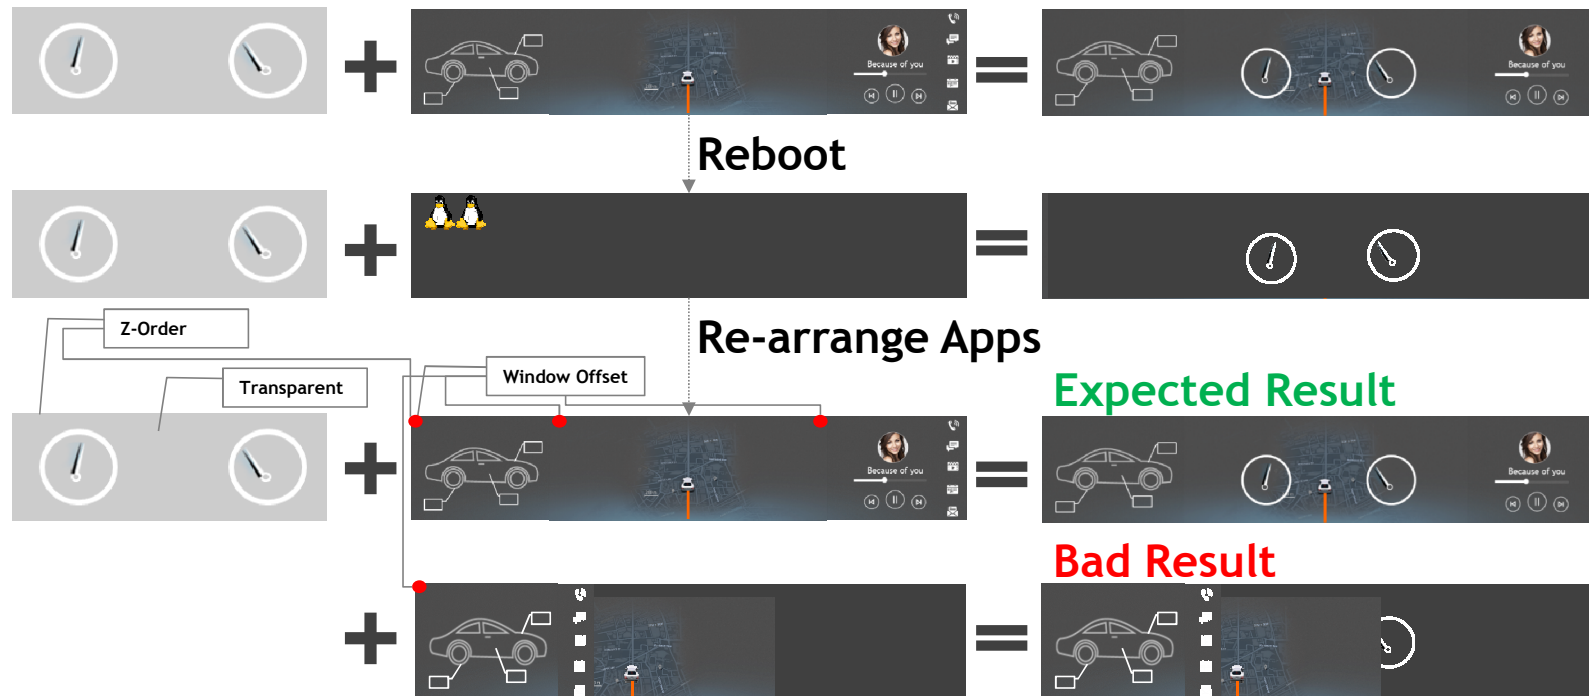 Because of you
Because of you
Reboot
Re-arrange Apps
Z-Order
Transparent
Window Offset
Expected Result
Because of you
Because of you
Bad Result